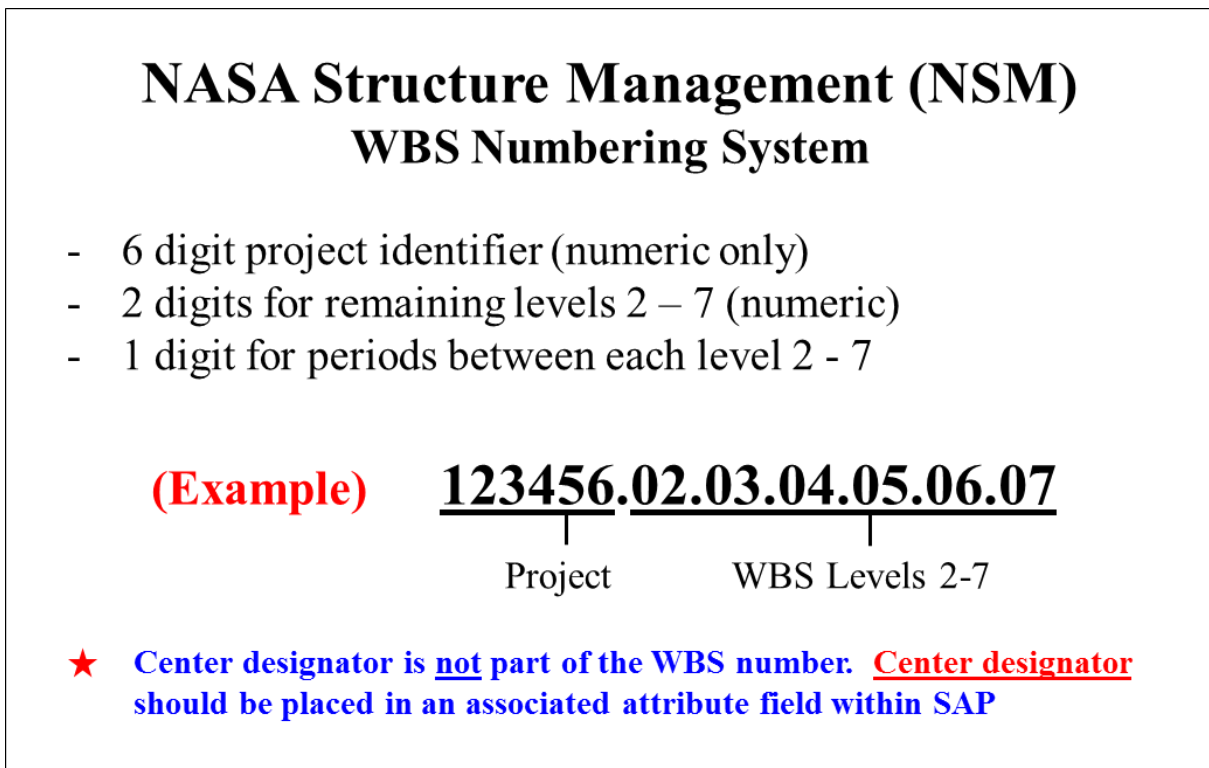 NASA Structure Management (NSM)
WBS Numbering System
- 6 digit project identifier (numeric only)
- 2 digits for remaining levels 2 – 7 (numeric)
- 1 digit for periods between each level 2 - 7
(Example) 123456.02.03.04.05.06.07
Project WBS Levels 2-7
★ Center designator is not part of the WBS number. Center designator
should be placed in an associated attribute field within SAP